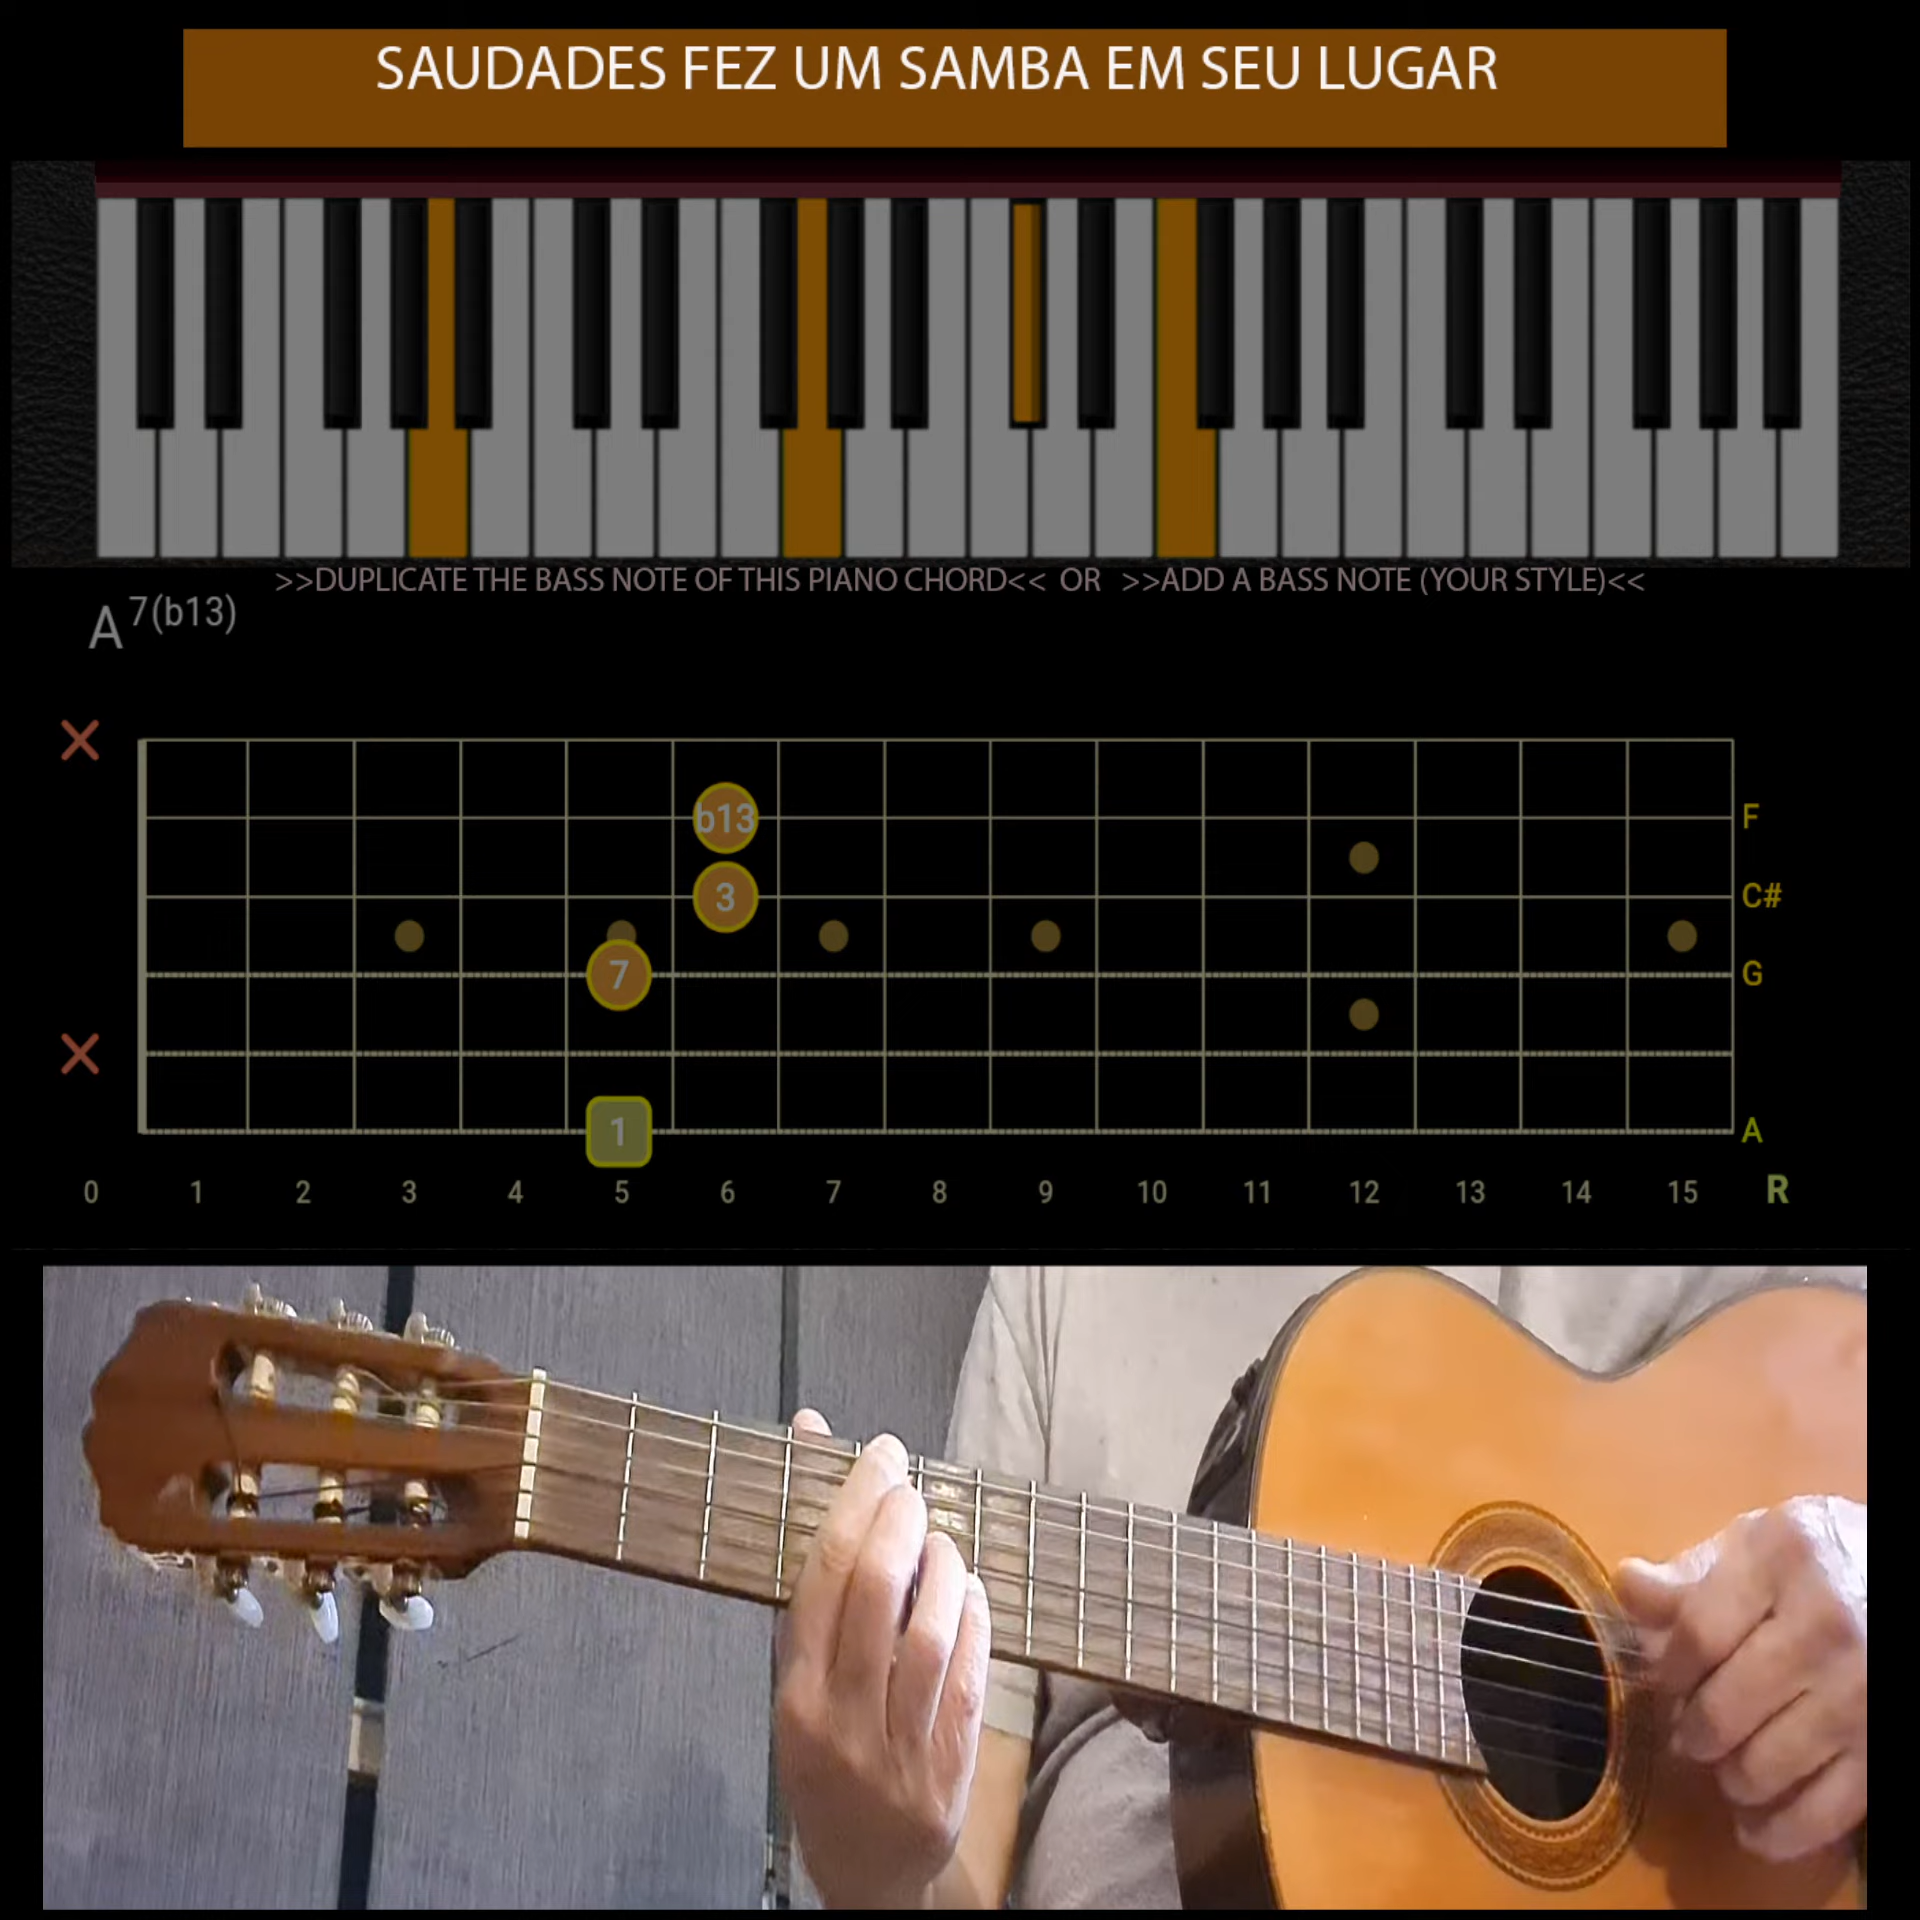 SAUDADES FEZ UM SAMBA EM SEU LUGAR
>>DUPLICATE THE BASS NOTE OF THIS PIANO CHORD<< OR >>ADD A BASS NOTE (YOUR STYLE)<<
A7(b13)
b13 F
3 C#
7 G
1 A
0 1 2 3 4 5 6 7 8 9 10 11 12 13 14 15 R